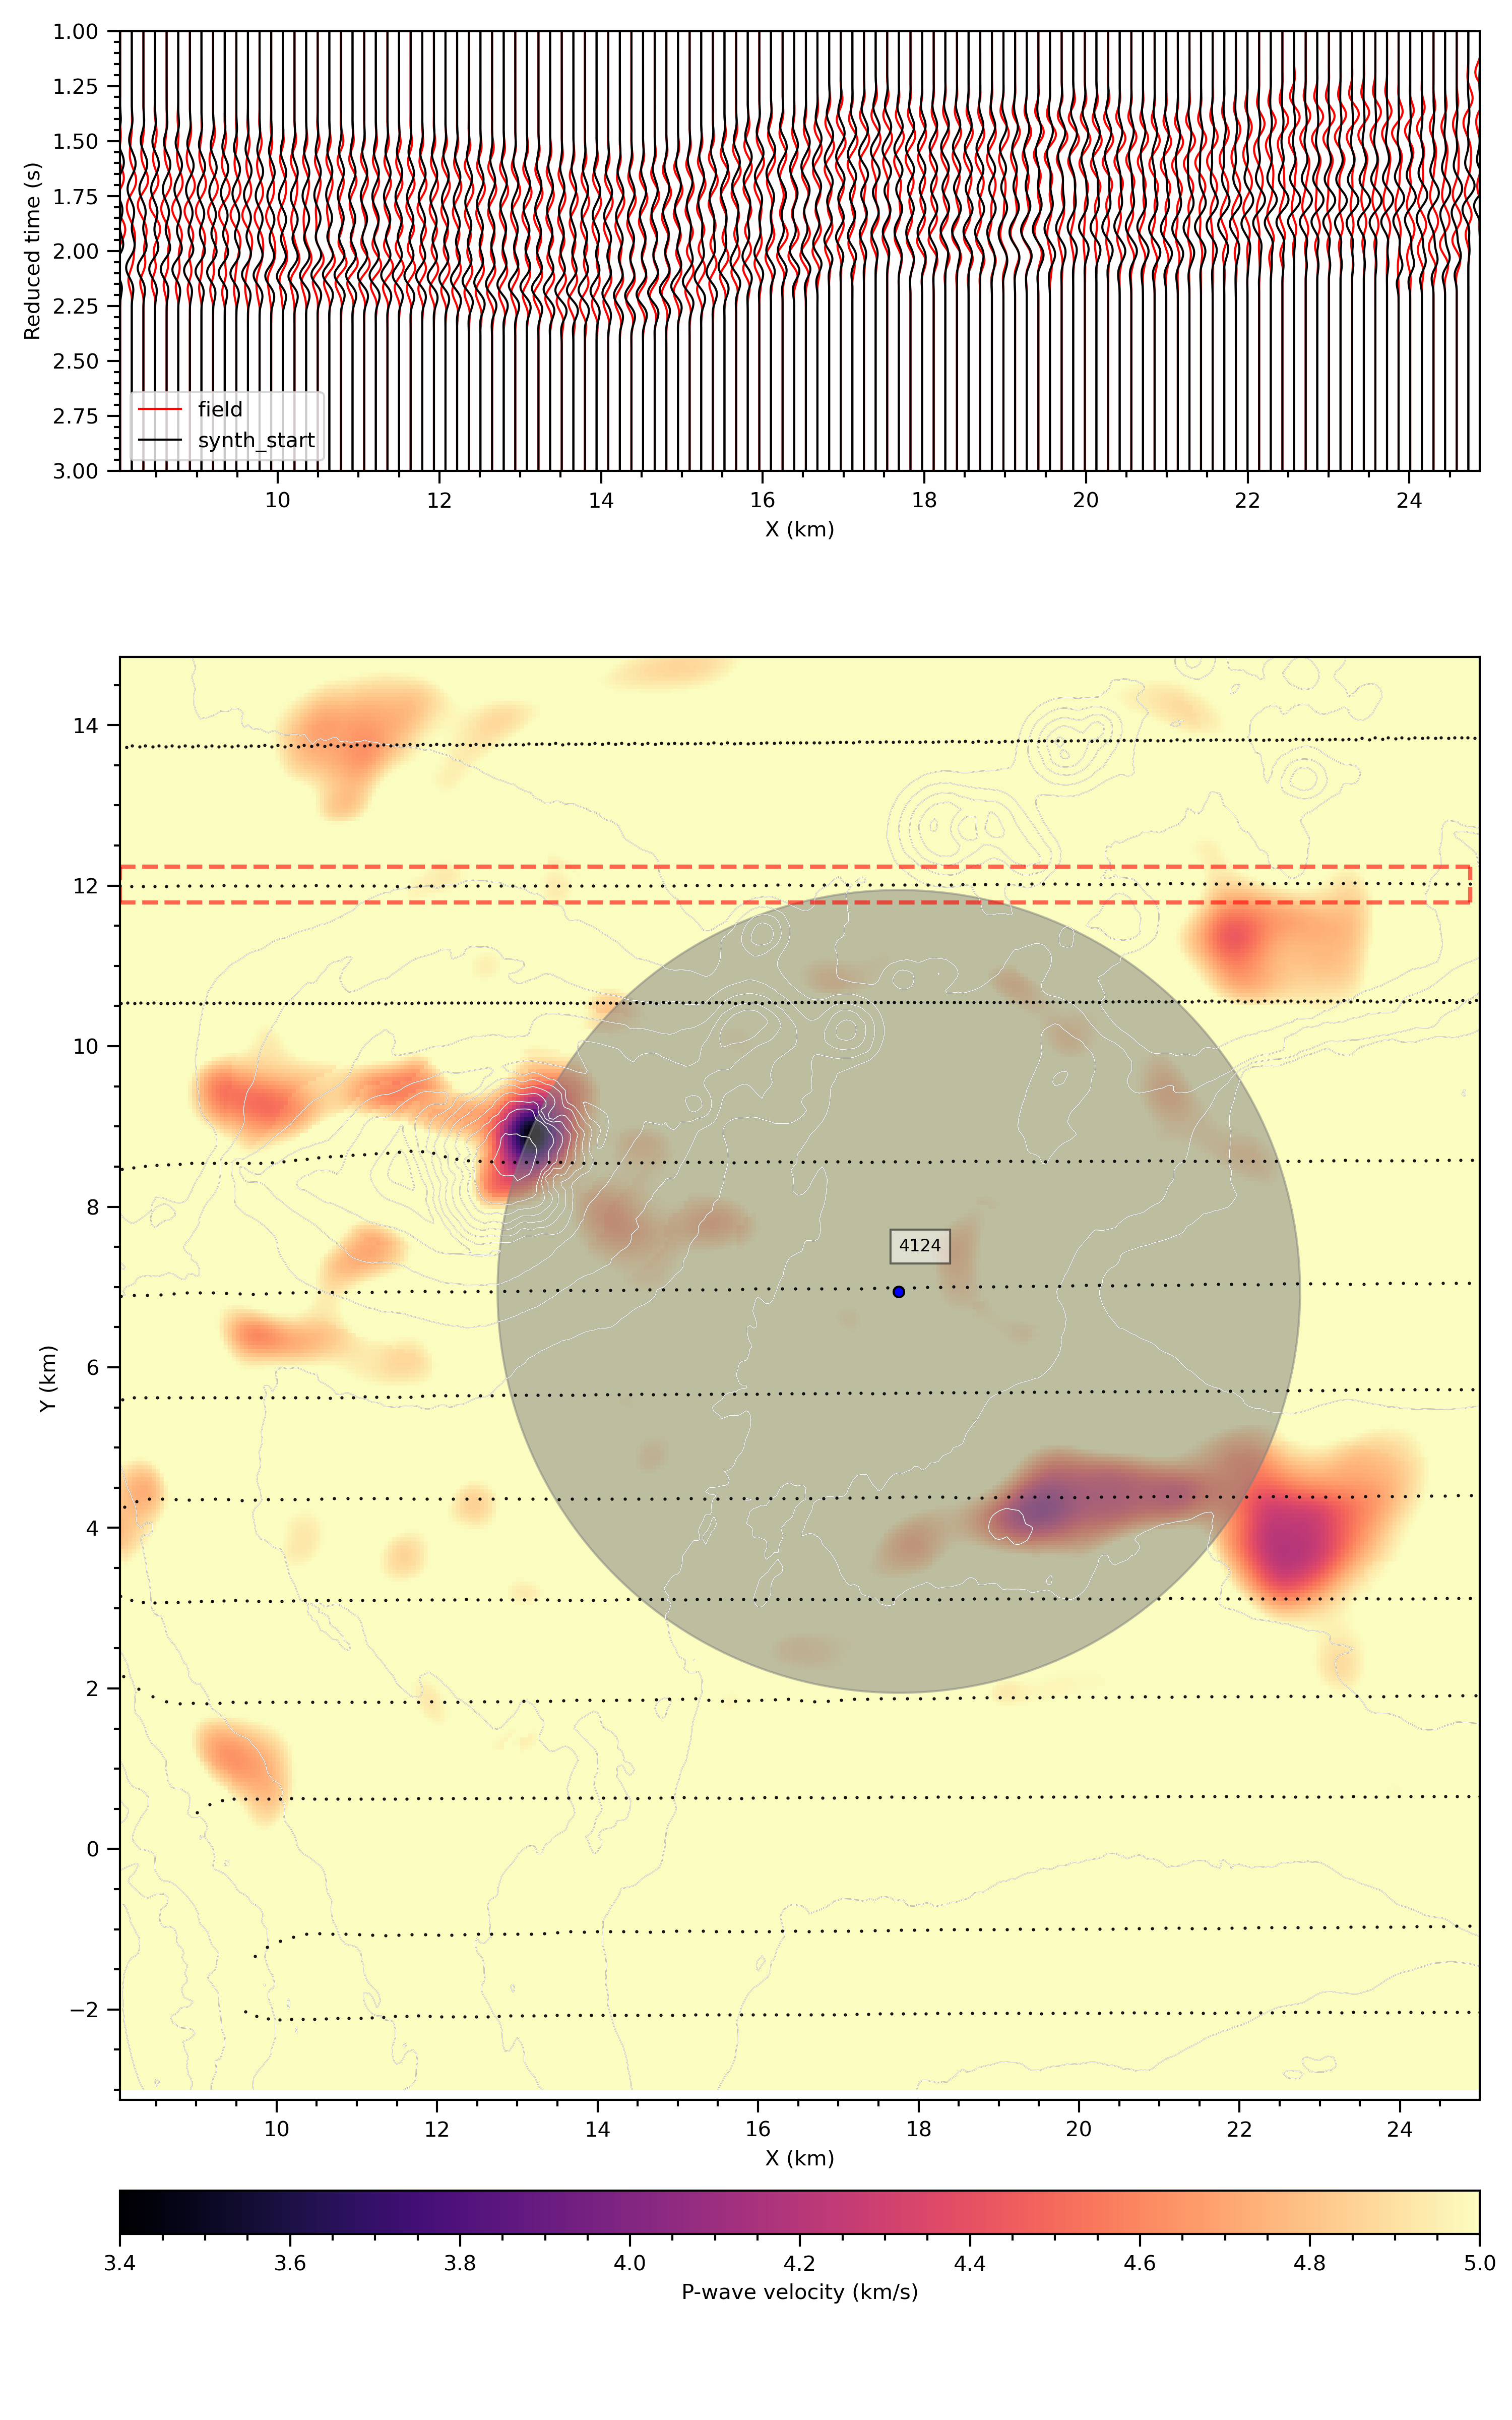 1.00
1.25
1.50
1.75
2.00
2.25
2.50
2.75
3.00
Reduced time (s)
field
synth_start
10 12 14 16 18 20 22 24
X (km)
14
12
10
8
6
4
2
0
−2
Y (km)
4124
10 12 14 16 18 20 22 24
X (km)
3.4 3.6 3.8 4.0 4.2 4.4 4.6 4.8 5.0
P-wave velocity (km/s)